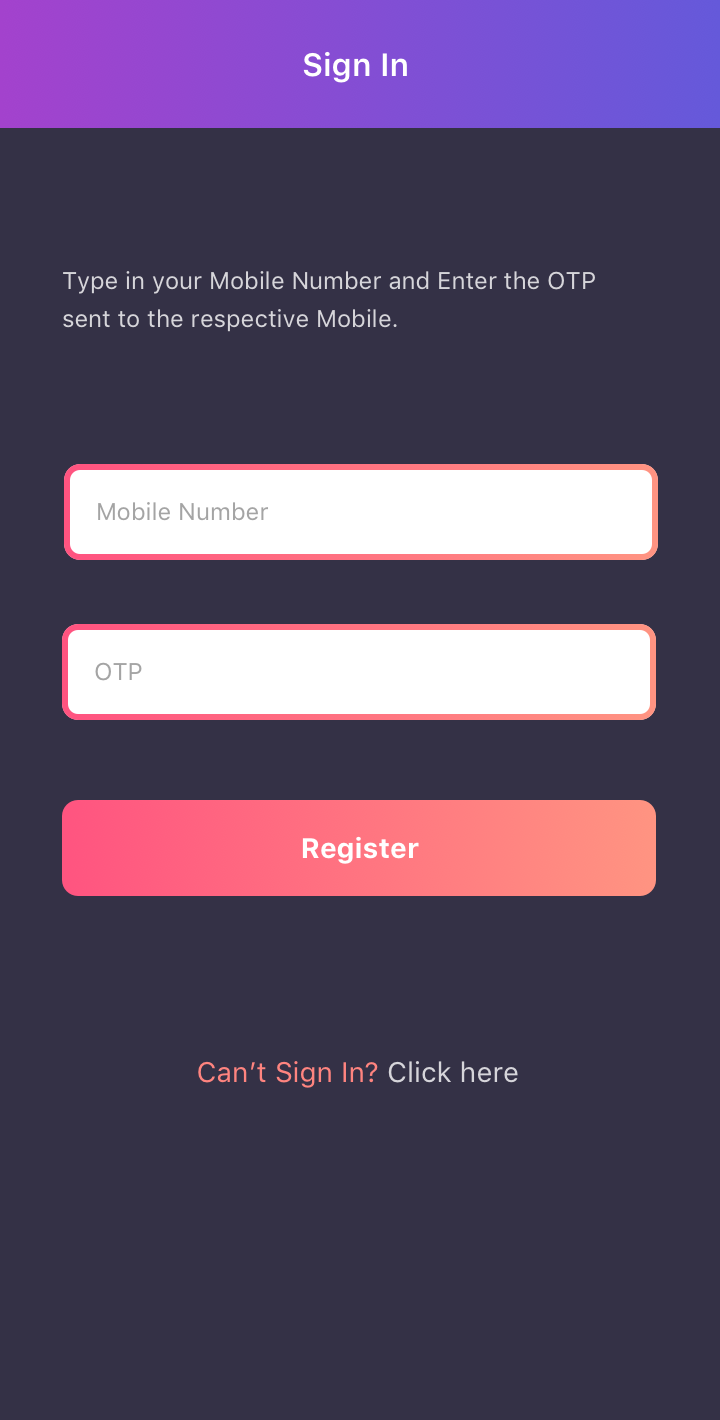 Sign In
Type in your Mobile Number and Enter the OTP
sent to the respective Mobile.
Mobile Number
OTP
Register
Can’t Sign In? Click here